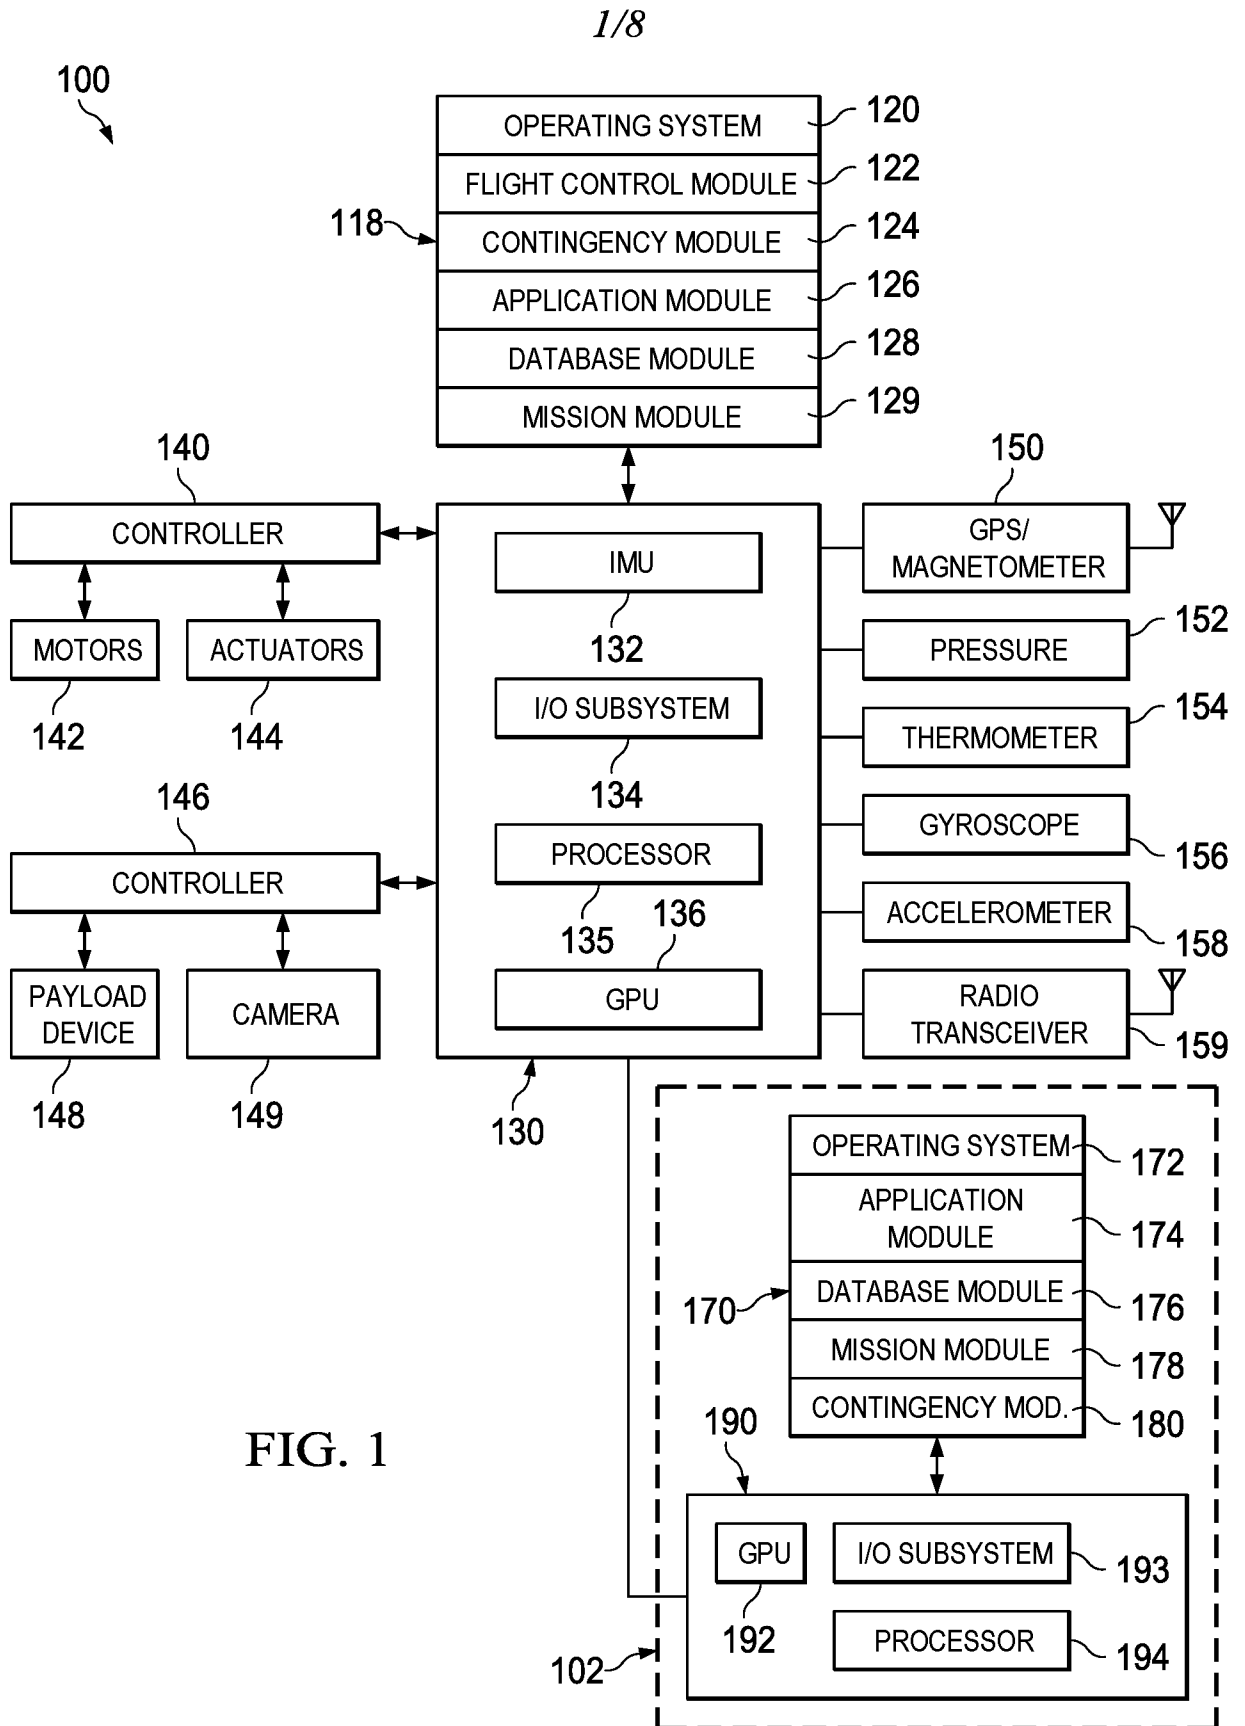 1/8
100
OPERATING SYSTEM
120
FLIGHT CONTROL MODULE
122
118
CONTINGENCY MODULE
124
APPLICATION MODULE
126
DATABASE MODULE
128
MISSION MODULE
129
140
CONTROLLER
MOTORS
ACTUATORS
142
144
146
CONTROLLER
PAYLOAD
DEVICE
CAMERA
148
149
IMU
132
I/O SUBSYSTEM
134
PROCESSOR
135
136
GPU
130
150
GPS/
MAGNETOMETER
152
PRESSURE
154
THERMOMETER
GYROSCOPE
156
ACCELEROMETER
158
RADIO
TRANSCEIVER
159
OPERATING SYSTEM
172
APPLICATION
MODULE
174
170
DATABASE MODULE
176
MISSION MODULE
178
CONTINGENCY MOD.
180
190
GPU
192
I/O SUBSYSTEM
193
PROCESSOR
194
102
FIG. 1